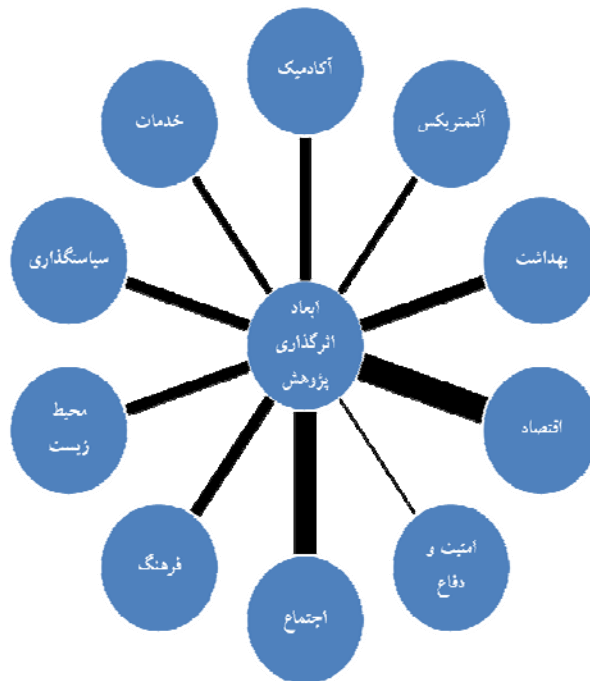 آکادمیک
آلتمتریکس
خدمات
بهداشت
سیاستگذاری
ابعاد
اثرگذاری
پژوهش
اقتصاد
محیط
زیست
امنیت و
دفاع
فرهنگ
اجتماع